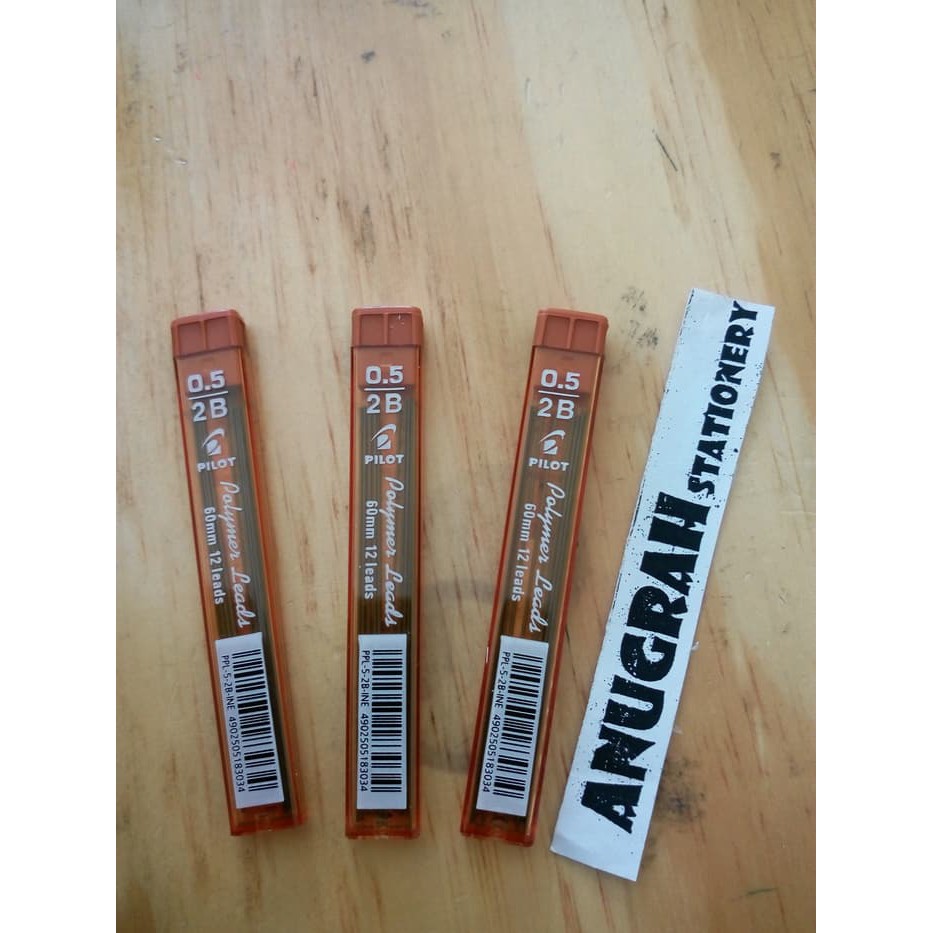 0.5
2B
PILOT
Polymer Leads
60mm 12 leads
PPL-5-2B-INE 4902505183034
0.5
2B
PILOT
Polymer Leads
60mm 12 leads
PPL-5-2B-INE 4902505183034
0.5
2B
PILOT
Polymer Leads
60mm 12 leads
PPL-5-2B-INE 4902505183034
ANUGRAH STATIONERY